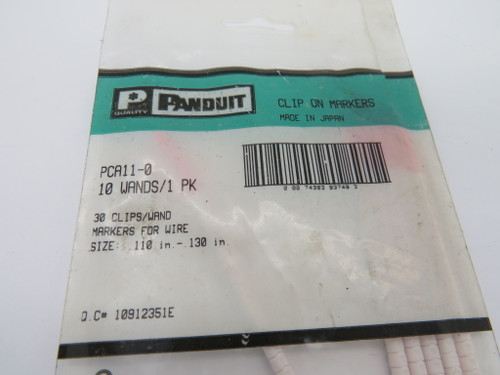 P
QUALITY
PANDUIT
CLIP ON MARKERS
MADE IN JAPAN
PCA11-0
10 WANDS/1 PK
30 CLIPS/WAND
MARKERS FOR WIRE
SIZE: .110 in.-.130 in.
Q.C# 10912351E